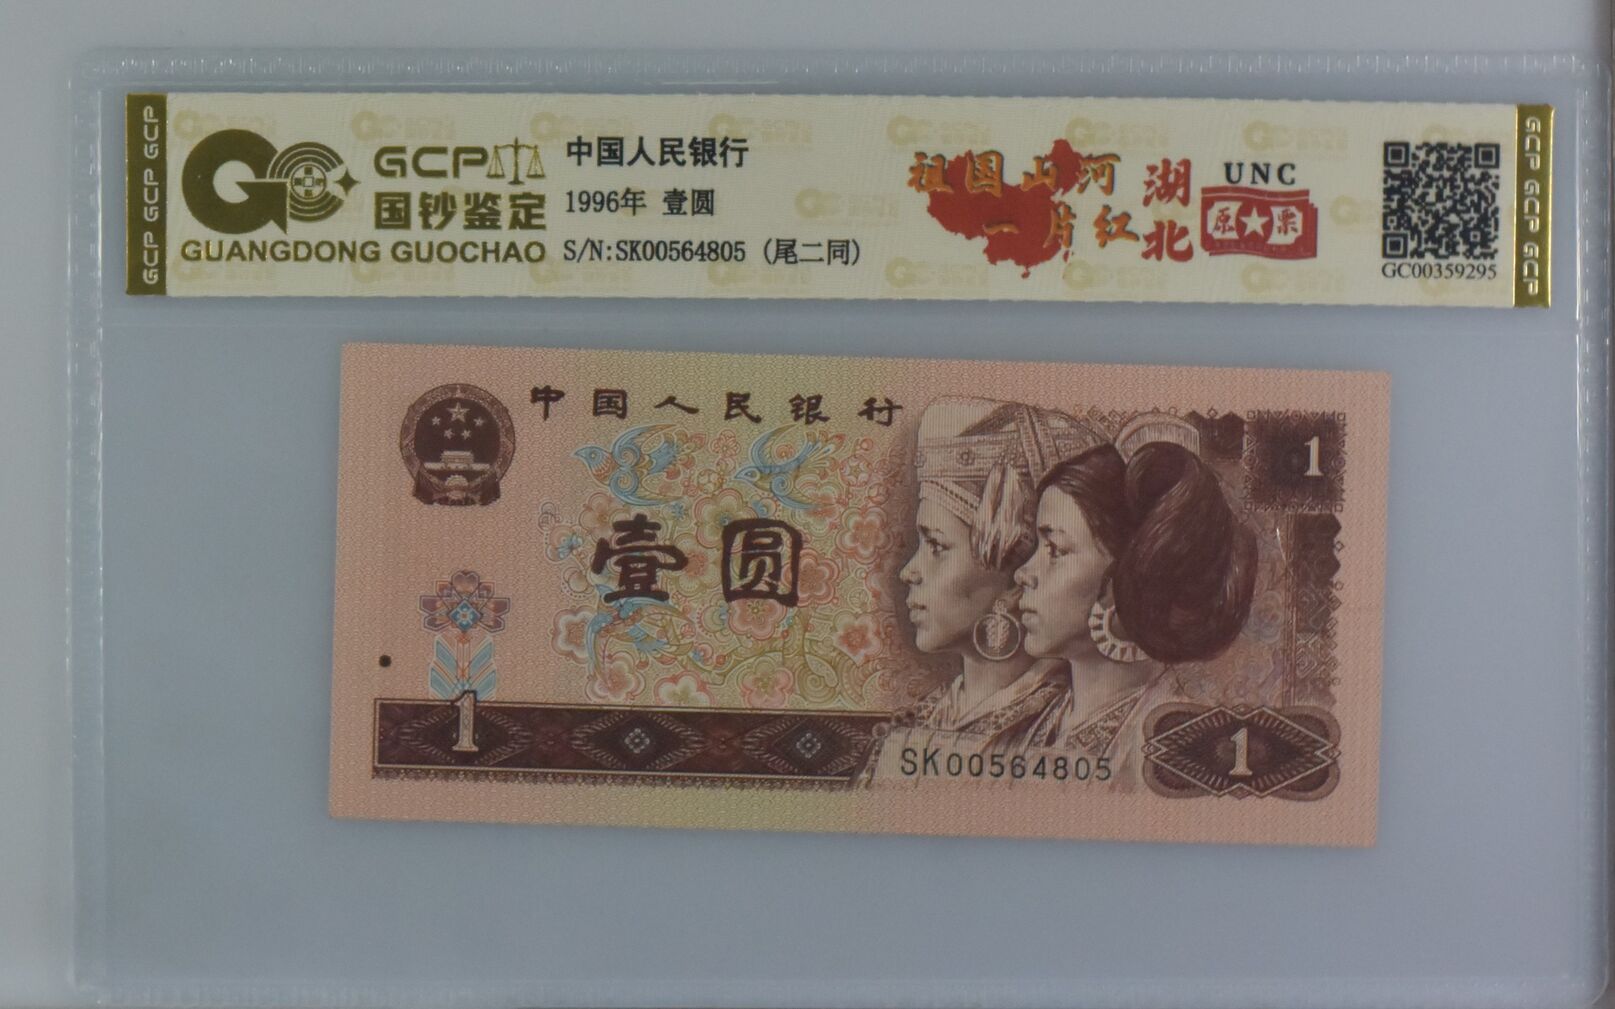 GCP GCP GCP
GCP
国钞鉴定
GUANGDONG GUOCHAO
中国人民银行
1996年 壹圆
S/N:SK00564805 (尾二同)
祖国山河
一片红
湖北
UNC
原★票
GC00359295
GCP GCP GCP
中国人民银行
1
壹圆
1
SK00564805
1